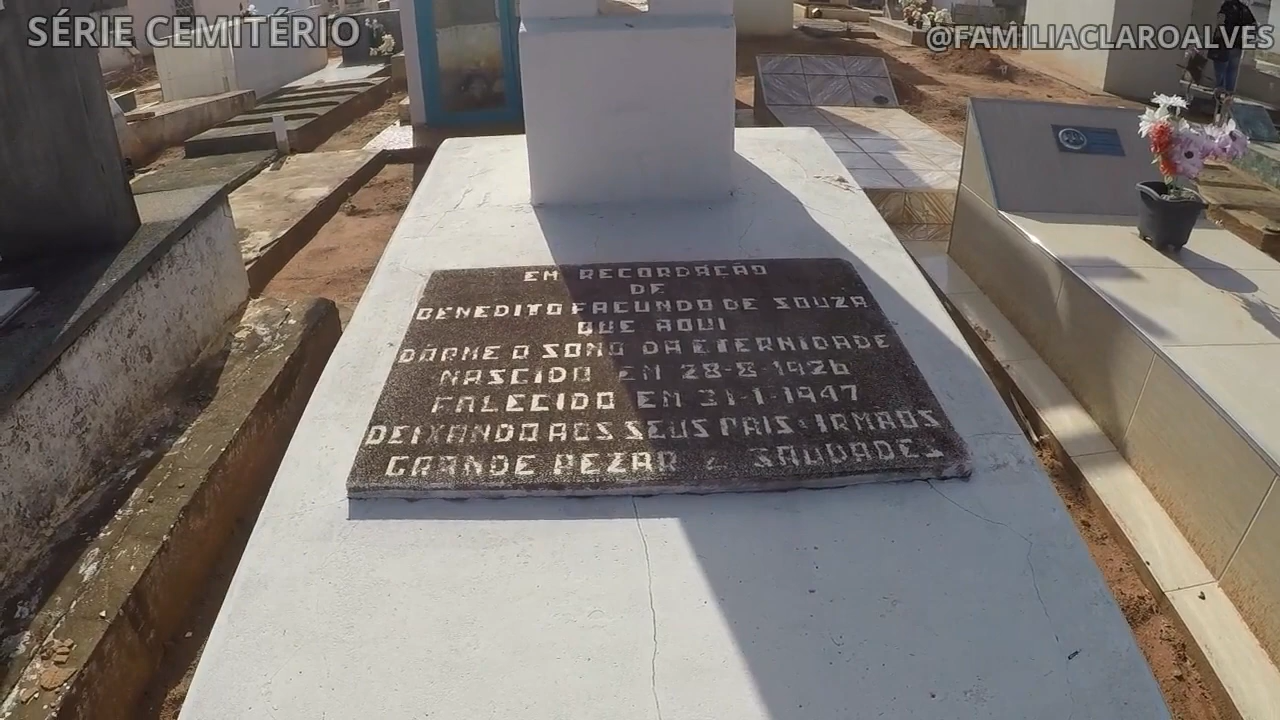 SÉRIE CEMITÉRIO
@FAMILIACLAROALVES
EM RECORDAÇÃO
DE
BENEDITO FACUNDO DE SOUZA
QUE AQUI
DORME O SONO DA ETERNIDADE
NASCIDO EM 28-8-1926
FALECIDO EM 31-1-1947
DEIXANDO AOS SEUS PAIS E IRMAOS
GRANDE PEZAR E SAUDADES